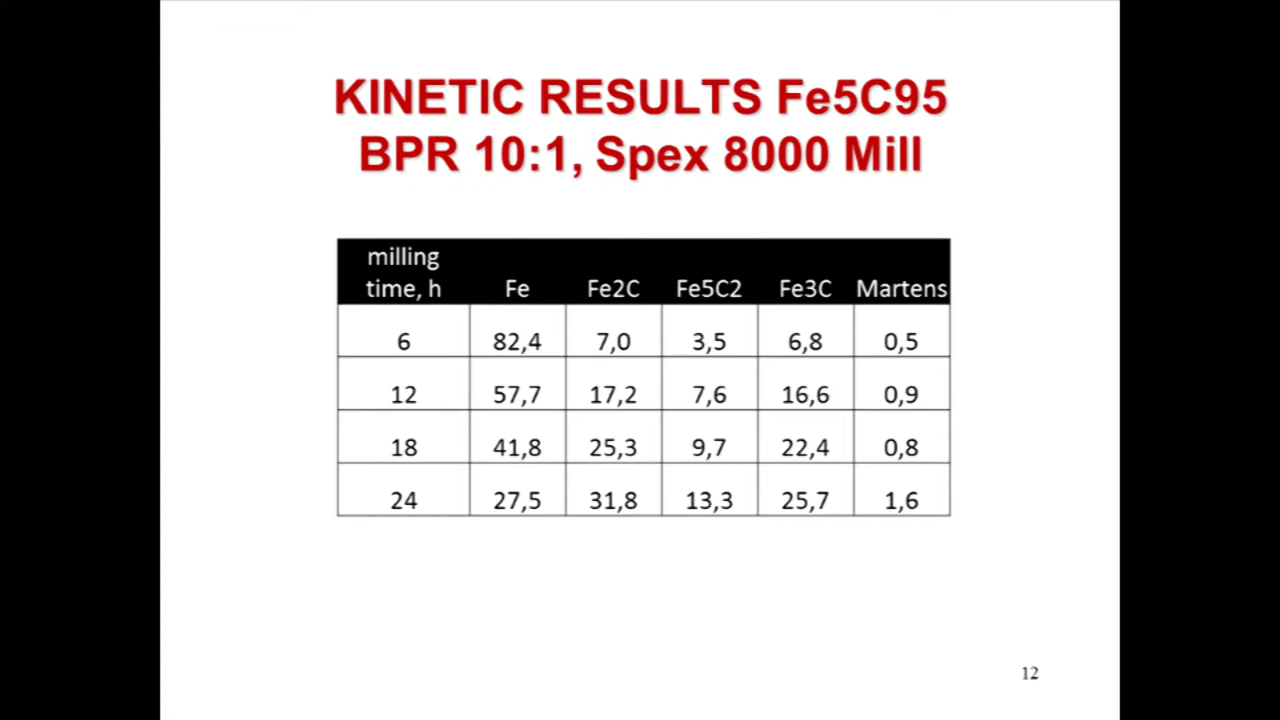 KINETIC RESULTS Fe5C95
BPR 10:1, Spex 8000 Mill
milling
time, h Fe Fe2C Fe5C2 Fe3C Martens
6 82,4 7,0 3,5 6,8 0,5
12 57,7 17,2 7,6 16,6 0,9
18 41,8 25,3 9,7 22,4 0,8
24 27,5 31,8 13,3 25,7 1,6
12